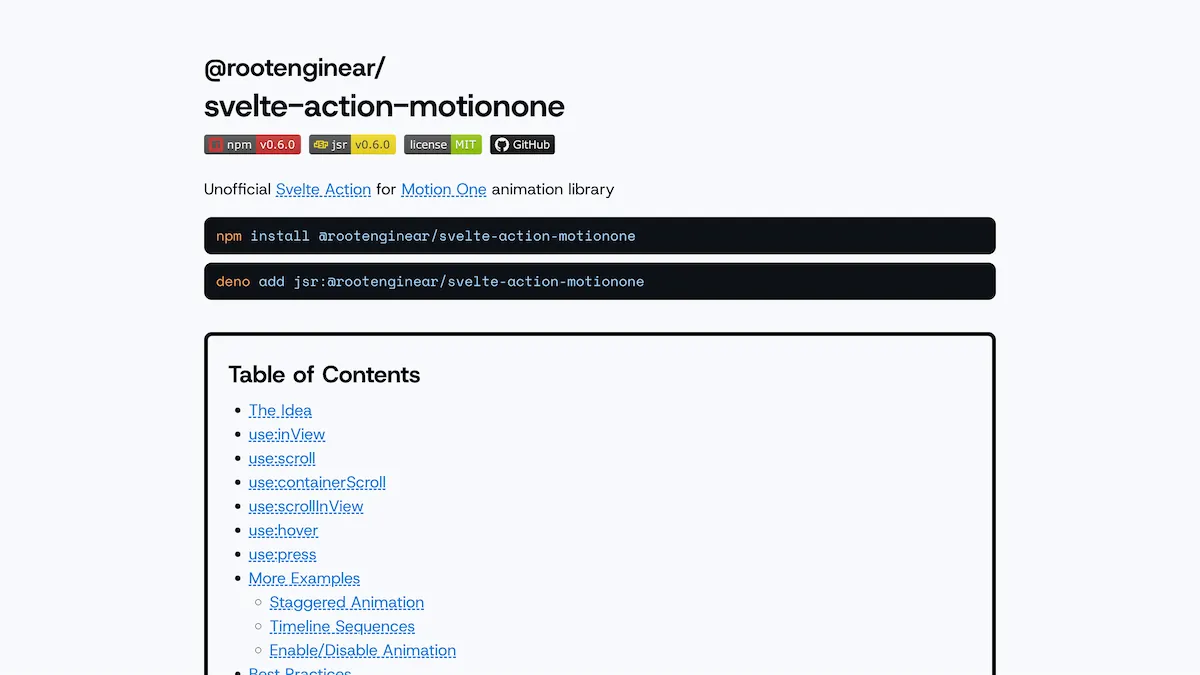 @rootenginear/
svelte-action-motionone
npm v0.6.0 jsr v0.6.0 license MIT GitHub
Unofficial Svelte Action for Motion One animation library
npm install @rootenginear/svelte-action-motionone
deno add jsr:@rootenginear/svelte-action-motionone
Table of Contents
The Idea
use:inView
use:scroll
use:containerScroll
use:scrollInView
use:hover
use:press
More Examples
Staggered Animation
Timeline Sequences
Enable/Disable Animation
Best Practices